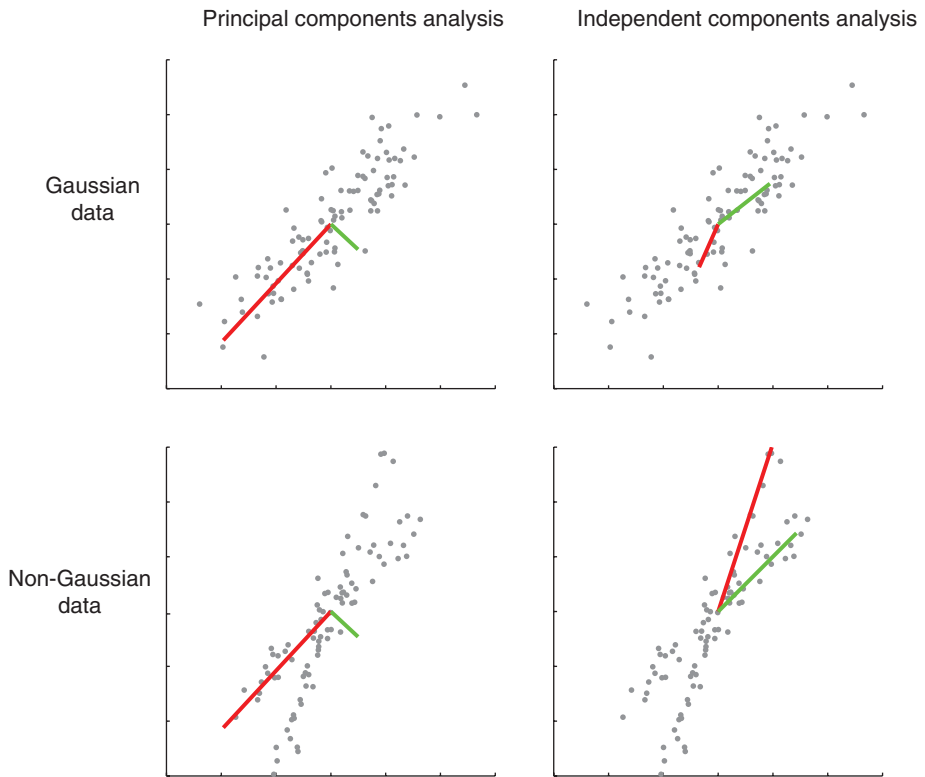 Principal components analysis
Independent components analysis
Gaussian
data
Non-Gaussian
data